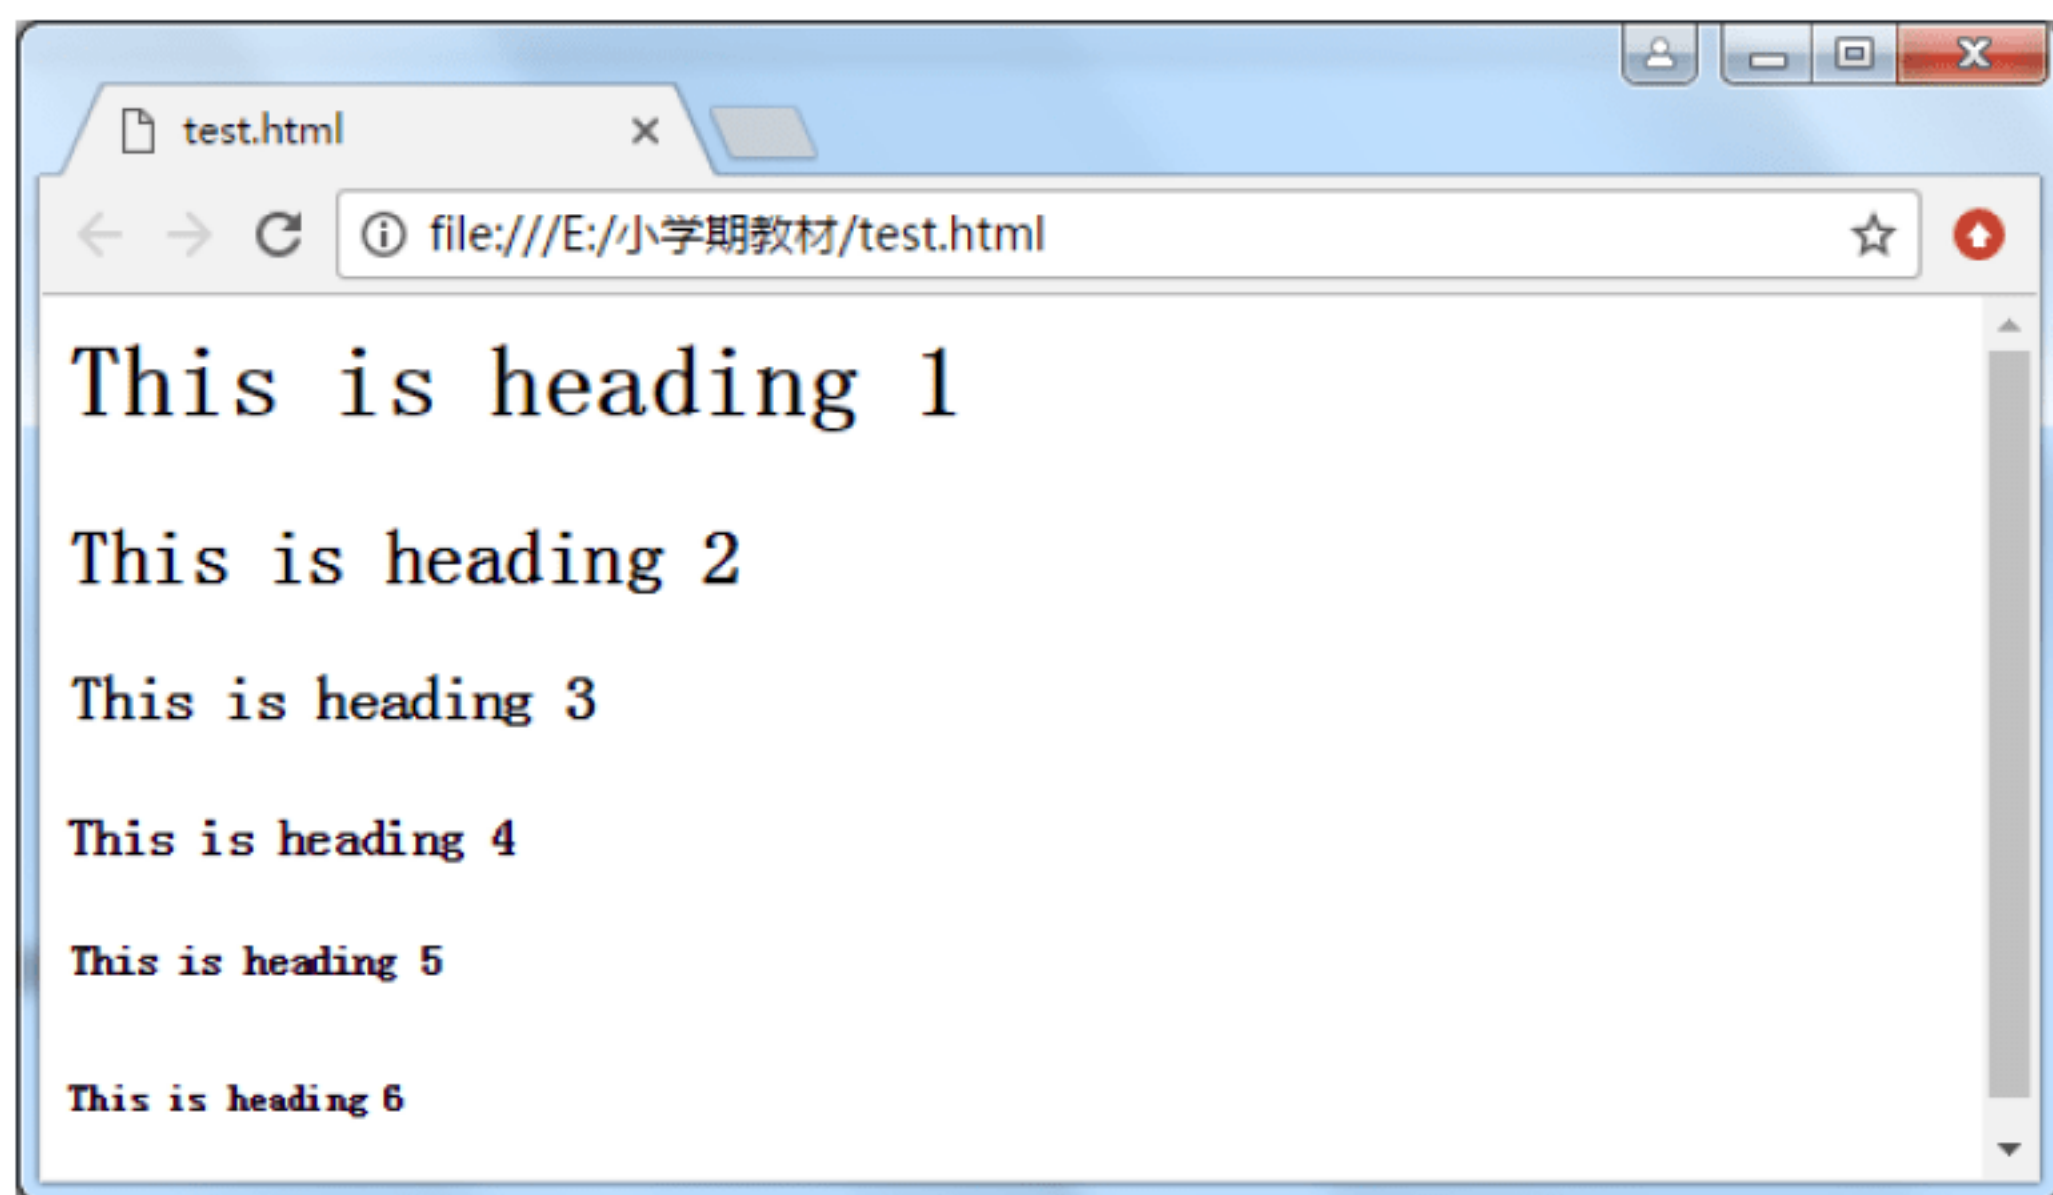 test.html
file:///E:/小学期教材/test.html
This is heading 1
This is heading 2
This is heading 3
This is heading 4
This is heading 5
This is heading 6